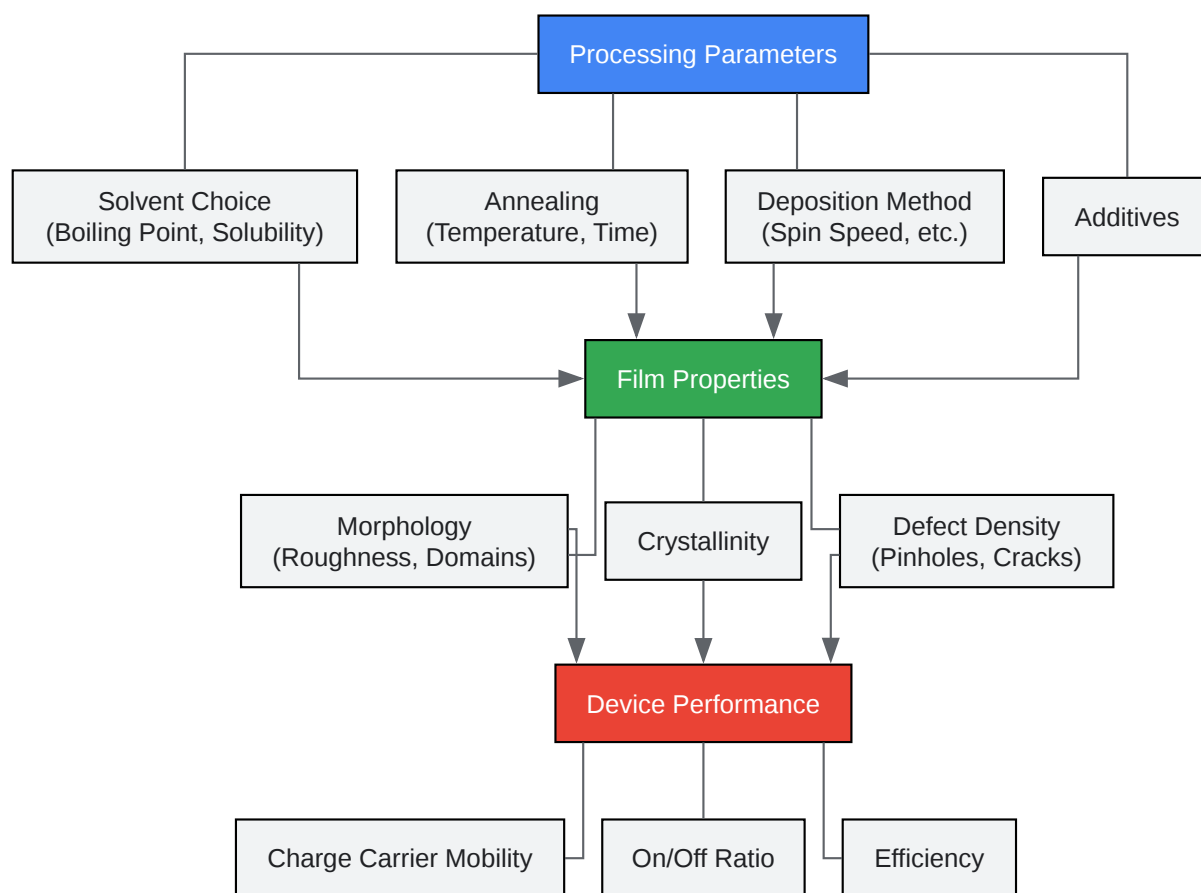 Processing Parameters
Solvent Choice
(Boiling Point, Solubility)
Annealing
(Temperature, Time)
Deposition Method
(Spin Speed, etc.)
Additives
Film Properties
Morphology
(Roughness, Domains)
Crystallinity
Defect Density
(Pinholes, Cracks)
Device Performance
Charge Carrier Mobility
On/Off Ratio
Efficiency